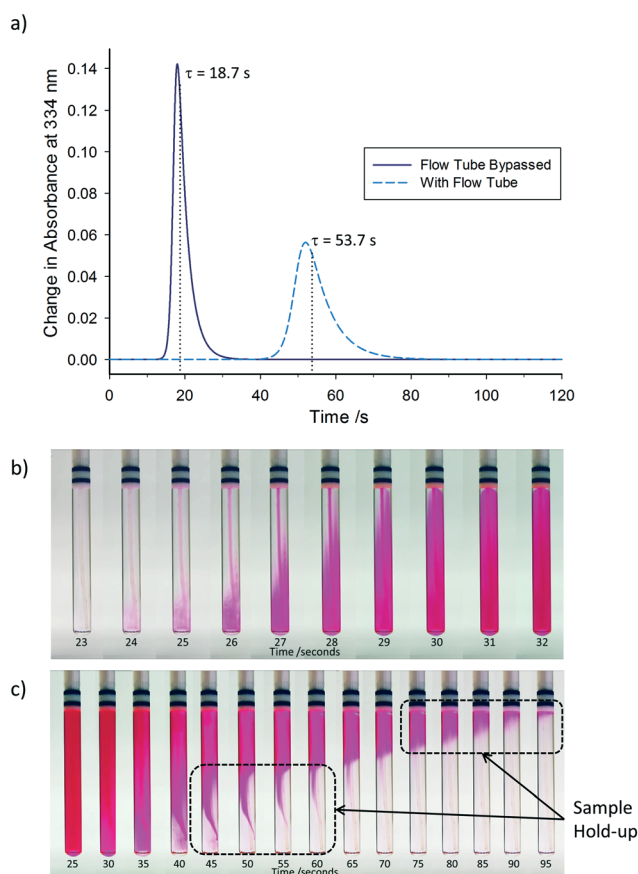 a)
Change in Absorbance at 334 nm
0.14
0.12
0.10
0.08
0.06
0.04
0.02
0.00
τ = 18.7 s
τ = 53.7 s
Flow Tube Bypassed
With Flow Tube
0 20 40 60 80 100 120
Time /s
b)
23 24 25 26 27 28 29 30 31 32
Time /seconds
c)
Sample
Hold-up
25 30 35 40 45 50 55 60 65 70 75 80 85 90 95
Time /seconds